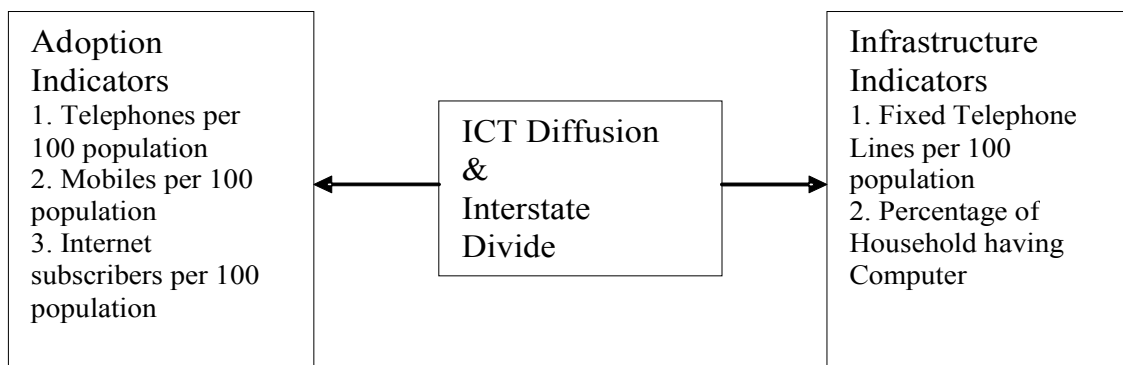 Adoption
Indicators
1. Telephones per
100 population
2. Mobiles per 100
population
3. Internet
subscribers per 100
population
ICT Diffusion
&
Interstate
Divide
Infrastructure
Indicators
1. Fixed Telephone
Lines per 100
population
2. Percentage of
Household having
Computer